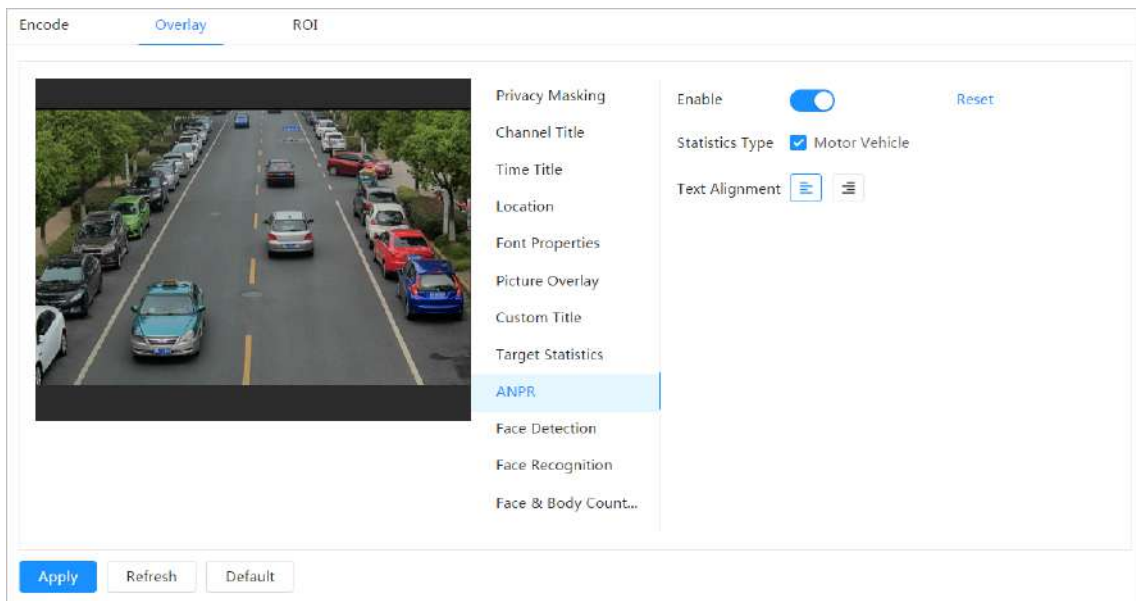 Encode Overlay ROI
Privacy Masking
Channel Title
Time Title
Location
Font Properties
Picture Overlay
Custom Title
Target Statistics
ANPR
Face Detection
Face Recognition
Face & Body Count...
Enable Reset
Statistics Type Motor Vehicle
Text Alignment
Apply Refresh Default